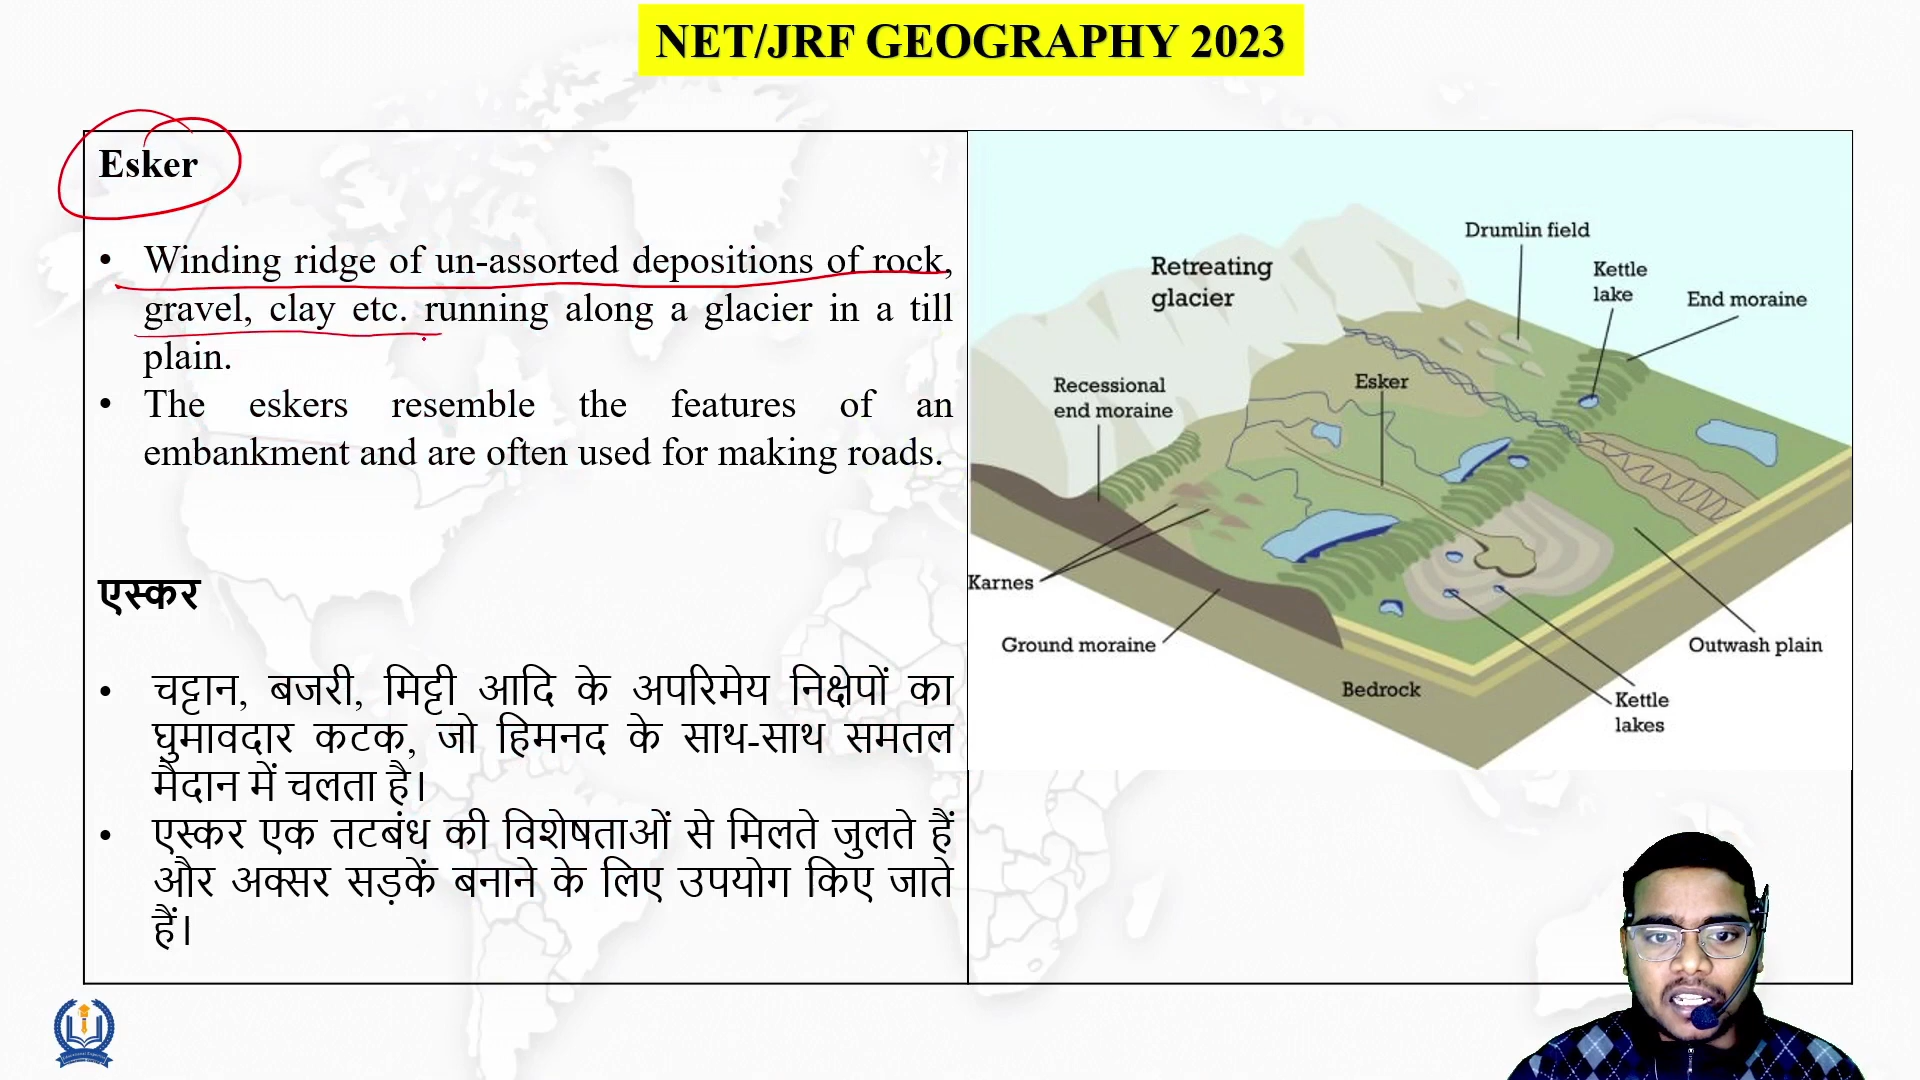 NET/JRF GEOGRAPHY 2023
Esker
• Winding ridge of un-assorted depositions of rock,
gravel, clay etc. running along a glacier in a till
plain.
• The eskers resemble the features of an
embankment and are often used for making roads.
एस्कर
• चट्टान, बजरी, मिट्टी आदि के अपरिमेय निक्षेपों का
घुमावदार कटक, जो हिमनद के साथ-साथ समतल
मैदान में चलता है।
• एस्कर एक तटबंध की विशेषताओं से मिलते जुलते हैं
और अक्सर सड़कें बनाने के लिए उपयोग किए जाते
हैं।
Drumlin field
Retreating
glacier
Kettle
lake
End moraine
Recessional
end moraine
Esker
Karnes
Ground moraine
Outwash plain
Bedrock
Kettle
lakes